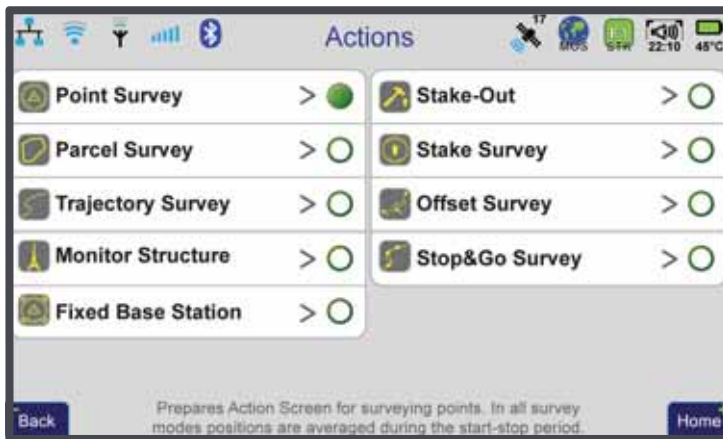 Actions
17
MOS
STK
22:10
45°C
Point Survey >
Parcel Survey >
Trajectory Survey >
Monitor Structure >
Fixed Base Station >
Stake-Out >
Stake Survey >
Offset Survey >
Stop&Go Survey >
Back
Prepares Action Screen for surveying points. In all survey
modes positions are averaged during the start-stop period.
Home